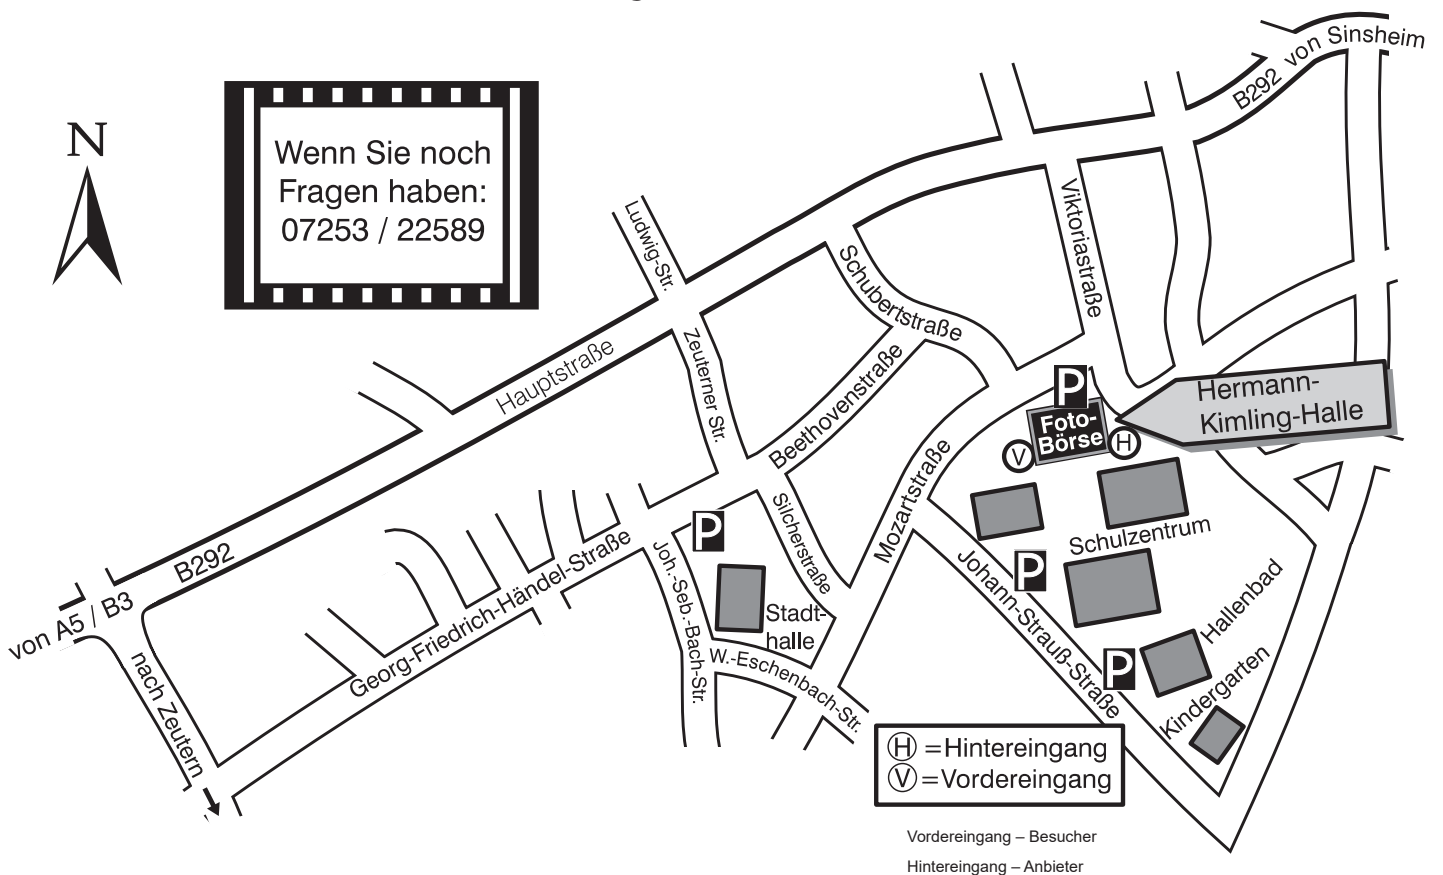 B292 von Sinsheim
N
Wenn Sie noch
Fragen haben:
07253 / 22589
Ludwig-Str.
Viktoriastraße
Schubertstraße
Zeuterner Str.
Hauptstraße
Beethovenstraße
Hermann-
Kimling-Halle
P
Foto-
Börse
V
H
Mozartstraße
Silcherstraße
P
Schulzentrum
B292
Georg-Friedrich-Händel-Straße
Joh.-Seb.-Bach-Str.
P
Johann-Strauß-Straße
Hallenbad
von A5 / B3
Stadt-
halle
W.-Eschenbach-Str.
P
Kindergarten
nach Zeutern
H =Hintereingang
V =Vordereingang
Vordereingang – Besucher
Hintereingang – Anbieter